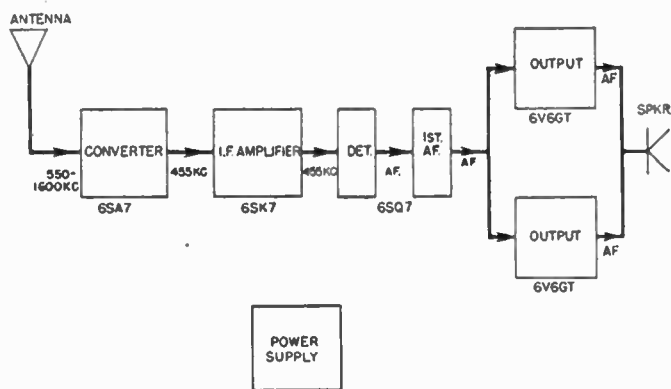 ANTENNA
550-
1600KC
CONVERTER
6SA7
455KC
I.F. AMPLIFIER
6SK7
455KC
DET.
AF.
6SQ7
1ST.
AF.
AF
OUTPUT
6V6GT
AF
SPKR
OUTPUT
6V6GT
AF
POWER
SUPPLY